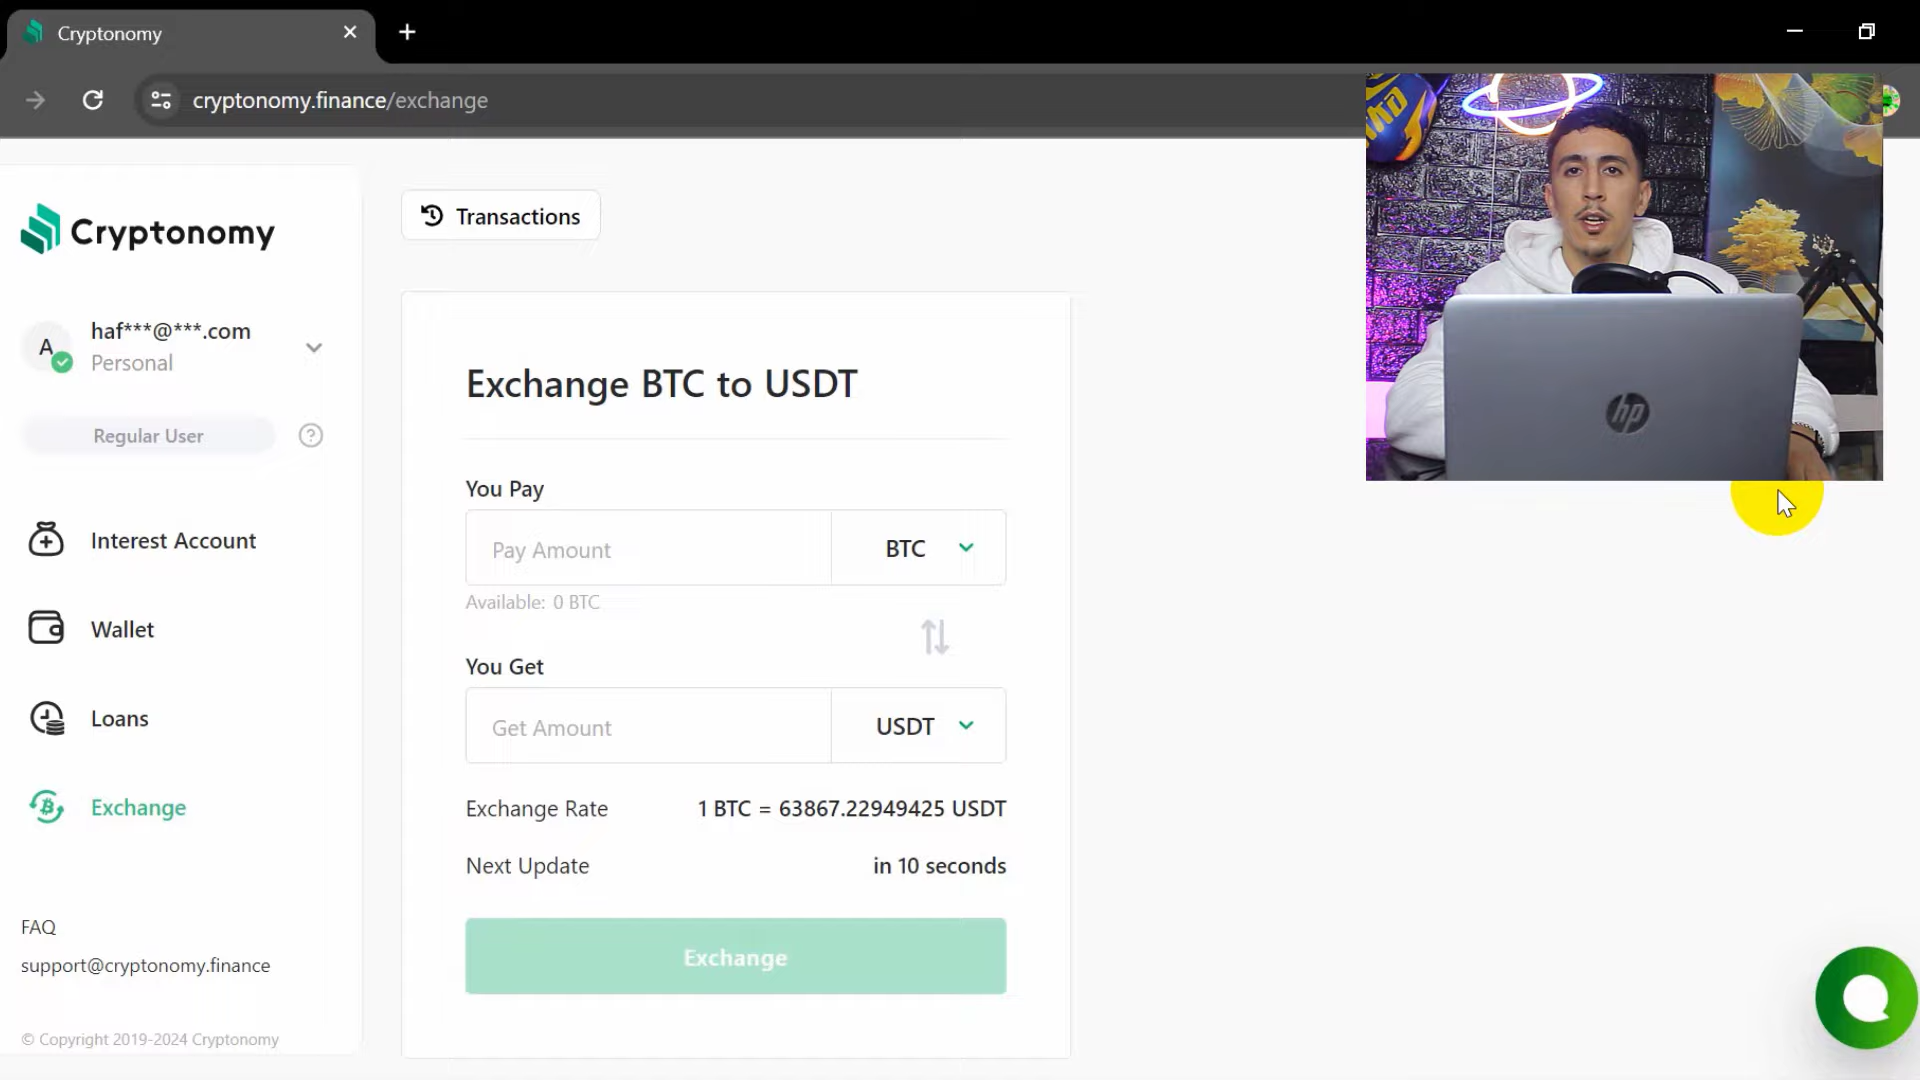 Cryptonomy
cryptonomy.finance/exchange
Cryptonomy
A
haf***@***.com
Personal
Regular User
?
Interest Account
Wallet
Loans
Exchange
FAQ
support@cryptonomy.finance
© Copyright 2019-2024 Cryptonomy
Transactions
Exchange BTC to USDT
You Pay
Pay Amount
BTC
Available: 0 BTC
You Get
Get Amount
USDT
Exchange Rate
1 BTC = 63867.22949425 USDT
Next Update
in 10 seconds
Exchange
hp